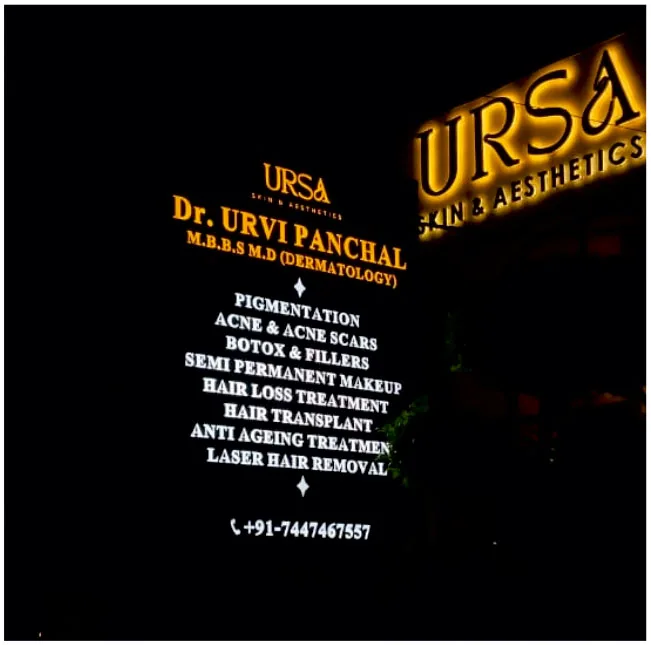 URSA
SKIN & AESTHETICS
URSA
SKIN & AESTHETICS
Dr. URVI PANCHAL
M.B.B.S M.D (DERMATOLOGY)
PIGMENTATION
ACNE & ACNE SCARS
BOTOX & FILLERS
SEMI PERMANENT MAKEUP
HAIR LOSS TREATMENT
HAIR TRANSPLANT
ANTI AGEING TREATMEN
LASER HAIR REMOVAL
+91-7447467557